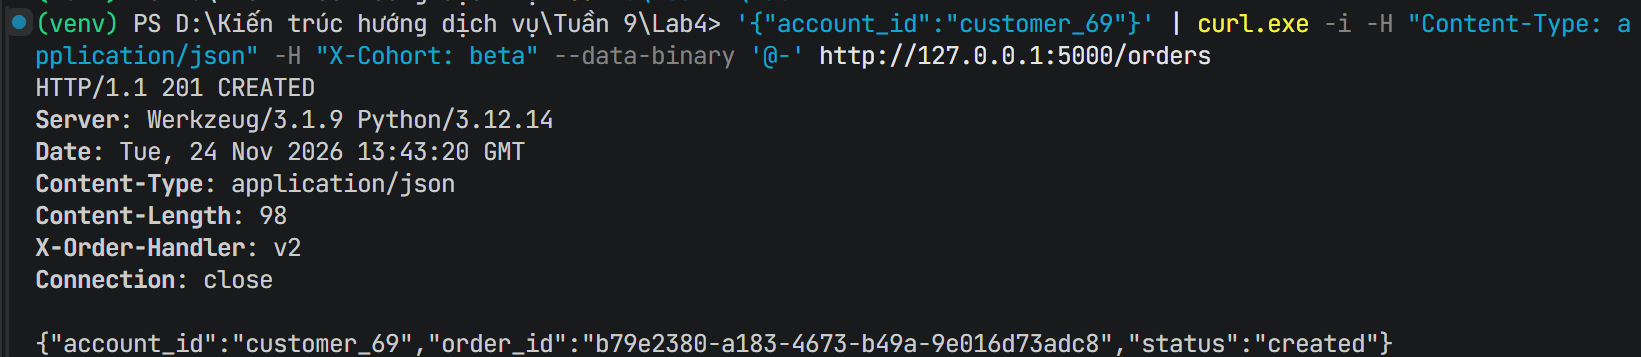 (venv) PS D:\Kiến trúc hướng dịch vụ\Tuần 9\Lab4> '{"account_id":"customer_69"}' | curl.exe -i -H "Content-Type: a
pplication/json" -H "X-Cohort: beta" --data-binary '@-' http://127.0.0.1:5000/orders
HTTP/1.1 201 CREATED
Server: Werkzeug/3.1.9 Python/3.12.14
Date: Tue, 24 Nov 2026 13:43:20 GMT
Content-Type: application/json
Content-Length: 98
X-Order-Handler: v2
Connection: close
{"account_id":"customer_69","order_id":"b79e2380-a183-4673-b49a-9e016d73adc8","status":"created"}